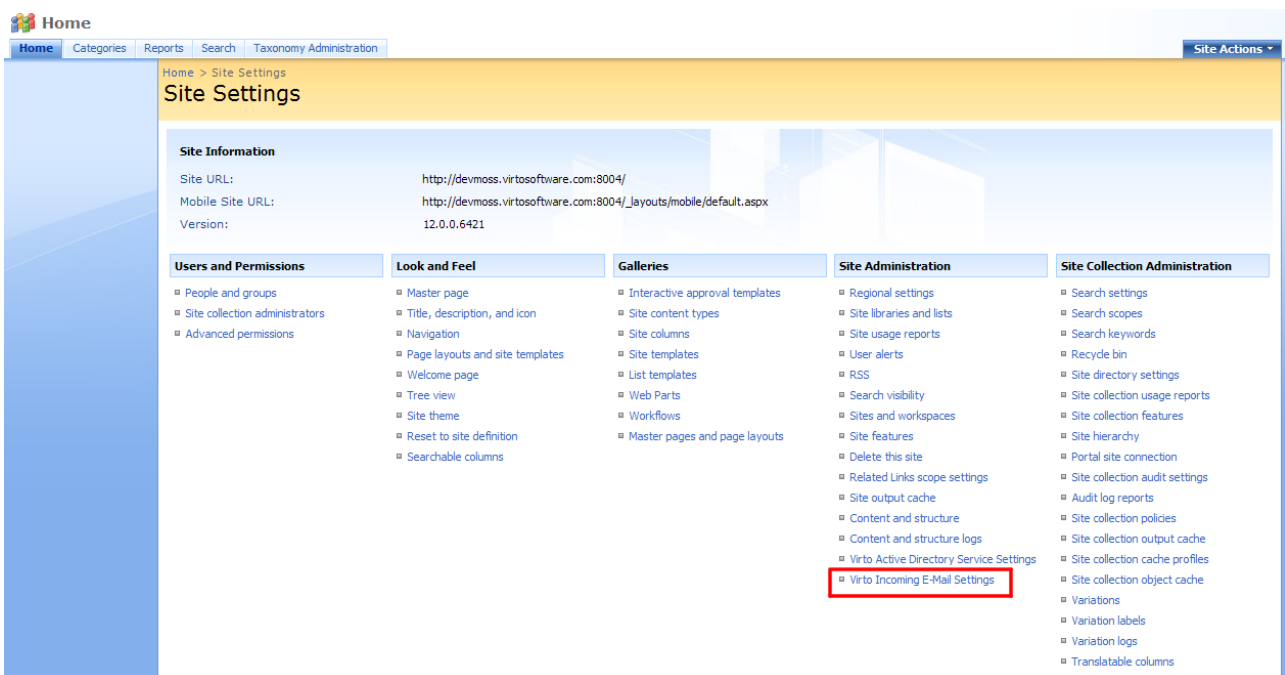 Home
Home Categories Reports Search Taxonomy Administration Site Actions
Home > Site Settings
Site Settings
Site Information
Site URL: http://devmoss.virtosoftware.com:8004/
Mobile Site URL: http://devmoss.virtosoftware.com:8004/_layouts/mobile/default.aspx
Version: 12.0.0.6421
Users and Permissions
People and groups
Site collection administrators
Advanced permissions
Look and Feel
Master page
Title, description, and icon
Navigation
Page layouts and site templates
Welcome page
Tree view
Site theme
Reset to site definition
Searchable columns
Galleries
Interactive approval templates
Site content types
Site columns
Site templates
List templates
Web Parts
Workflows
Master pages and page layouts
Site Administration
Regional settings
Site libraries and lists
Site usage reports
User alerts
RSS
Search visibility
Sites and workspaces
Site features
Delete this site
Related Links scope settings
Site output cache
Content and structure
Content and structure logs
Virto Active Directory Service Settings
Virto Incoming E-Mail Settings
Site Collection Administration
Search settings
Search scopes
Search keywords
Recycle bin
Site directory settings
Site collection usage reports
Site collection features
Site hierarchy
Portal site connection
Site collection audit settings
Audit log reports
Site collection policies
Site collection output cache
Site collection cache profiles
Site collection object cache
Variations
Variation labels
Variation logs
Translatable columns